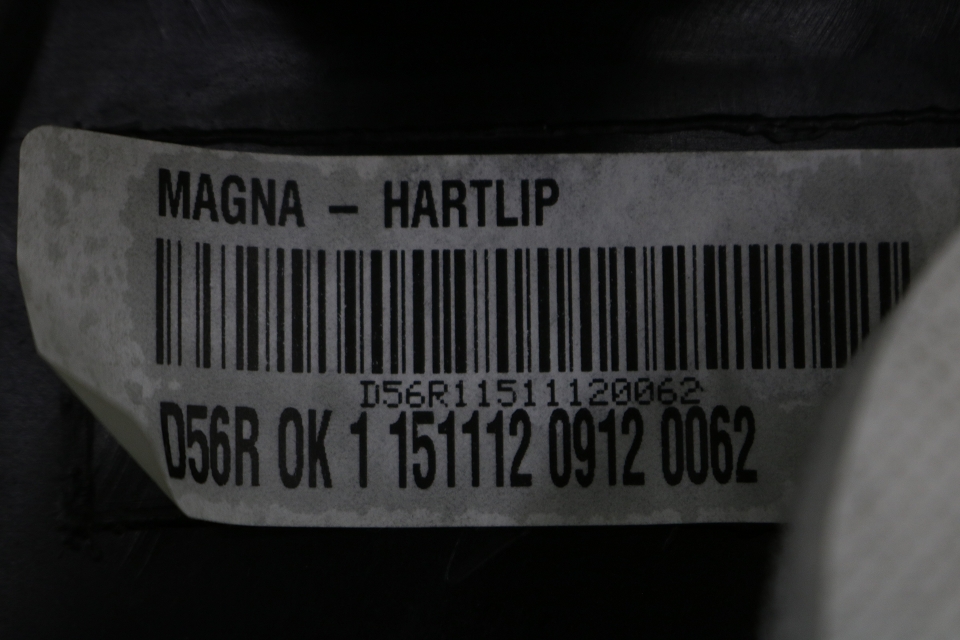 MAGNA – HARTLIP
D56R11511120062
D56R OK 1 151112 0912 0062